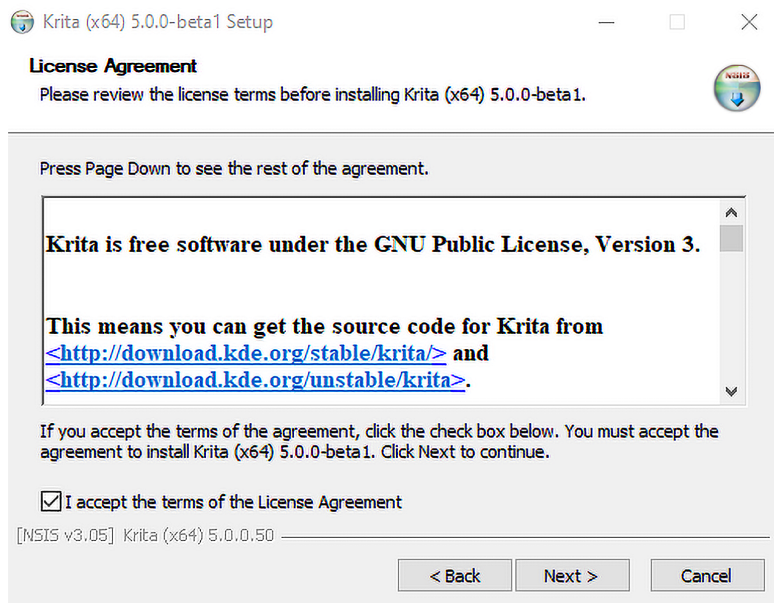 Krita (x64) 5.0.0-beta1 Setup
License Agreement
Please review the license terms before installing Krita (x64) 5.0.0-beta1.
NSIS
Press Page Down to see the rest of the agreement.
Krita is free software under the GNU Public License, Version 3.
This means you can get the source code for Krita from
<http://download.kde.org/stable/krita/> and
<http://download.kde.org/unstable/krita>.
If you accept the terms of the agreement, click the check box below. You must accept the
agreement to install Krita (x64) 5.0.0-beta1. Click Next to continue.
I accept the terms of the License Agreement
[NSIS v3.05] Krita (x64) 5.0.0.50
< Back Next > Cancel